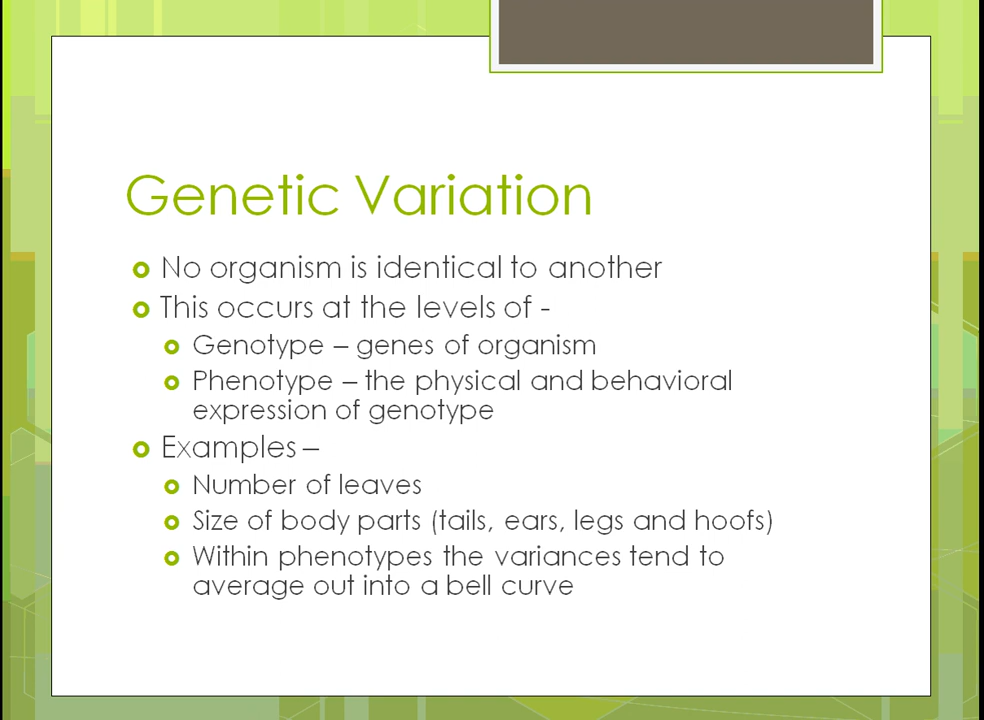 Genetic Variation
No organism is identical to another
This occurs at the levels of -
Genotype – genes of organism
Phenotype – the physical and behavioral
expression of genotype
Examples –
Number of leaves
Size of body parts (tails, ears, legs and hoofs)
Within phenotypes the variances tend to
average out into a bell curve